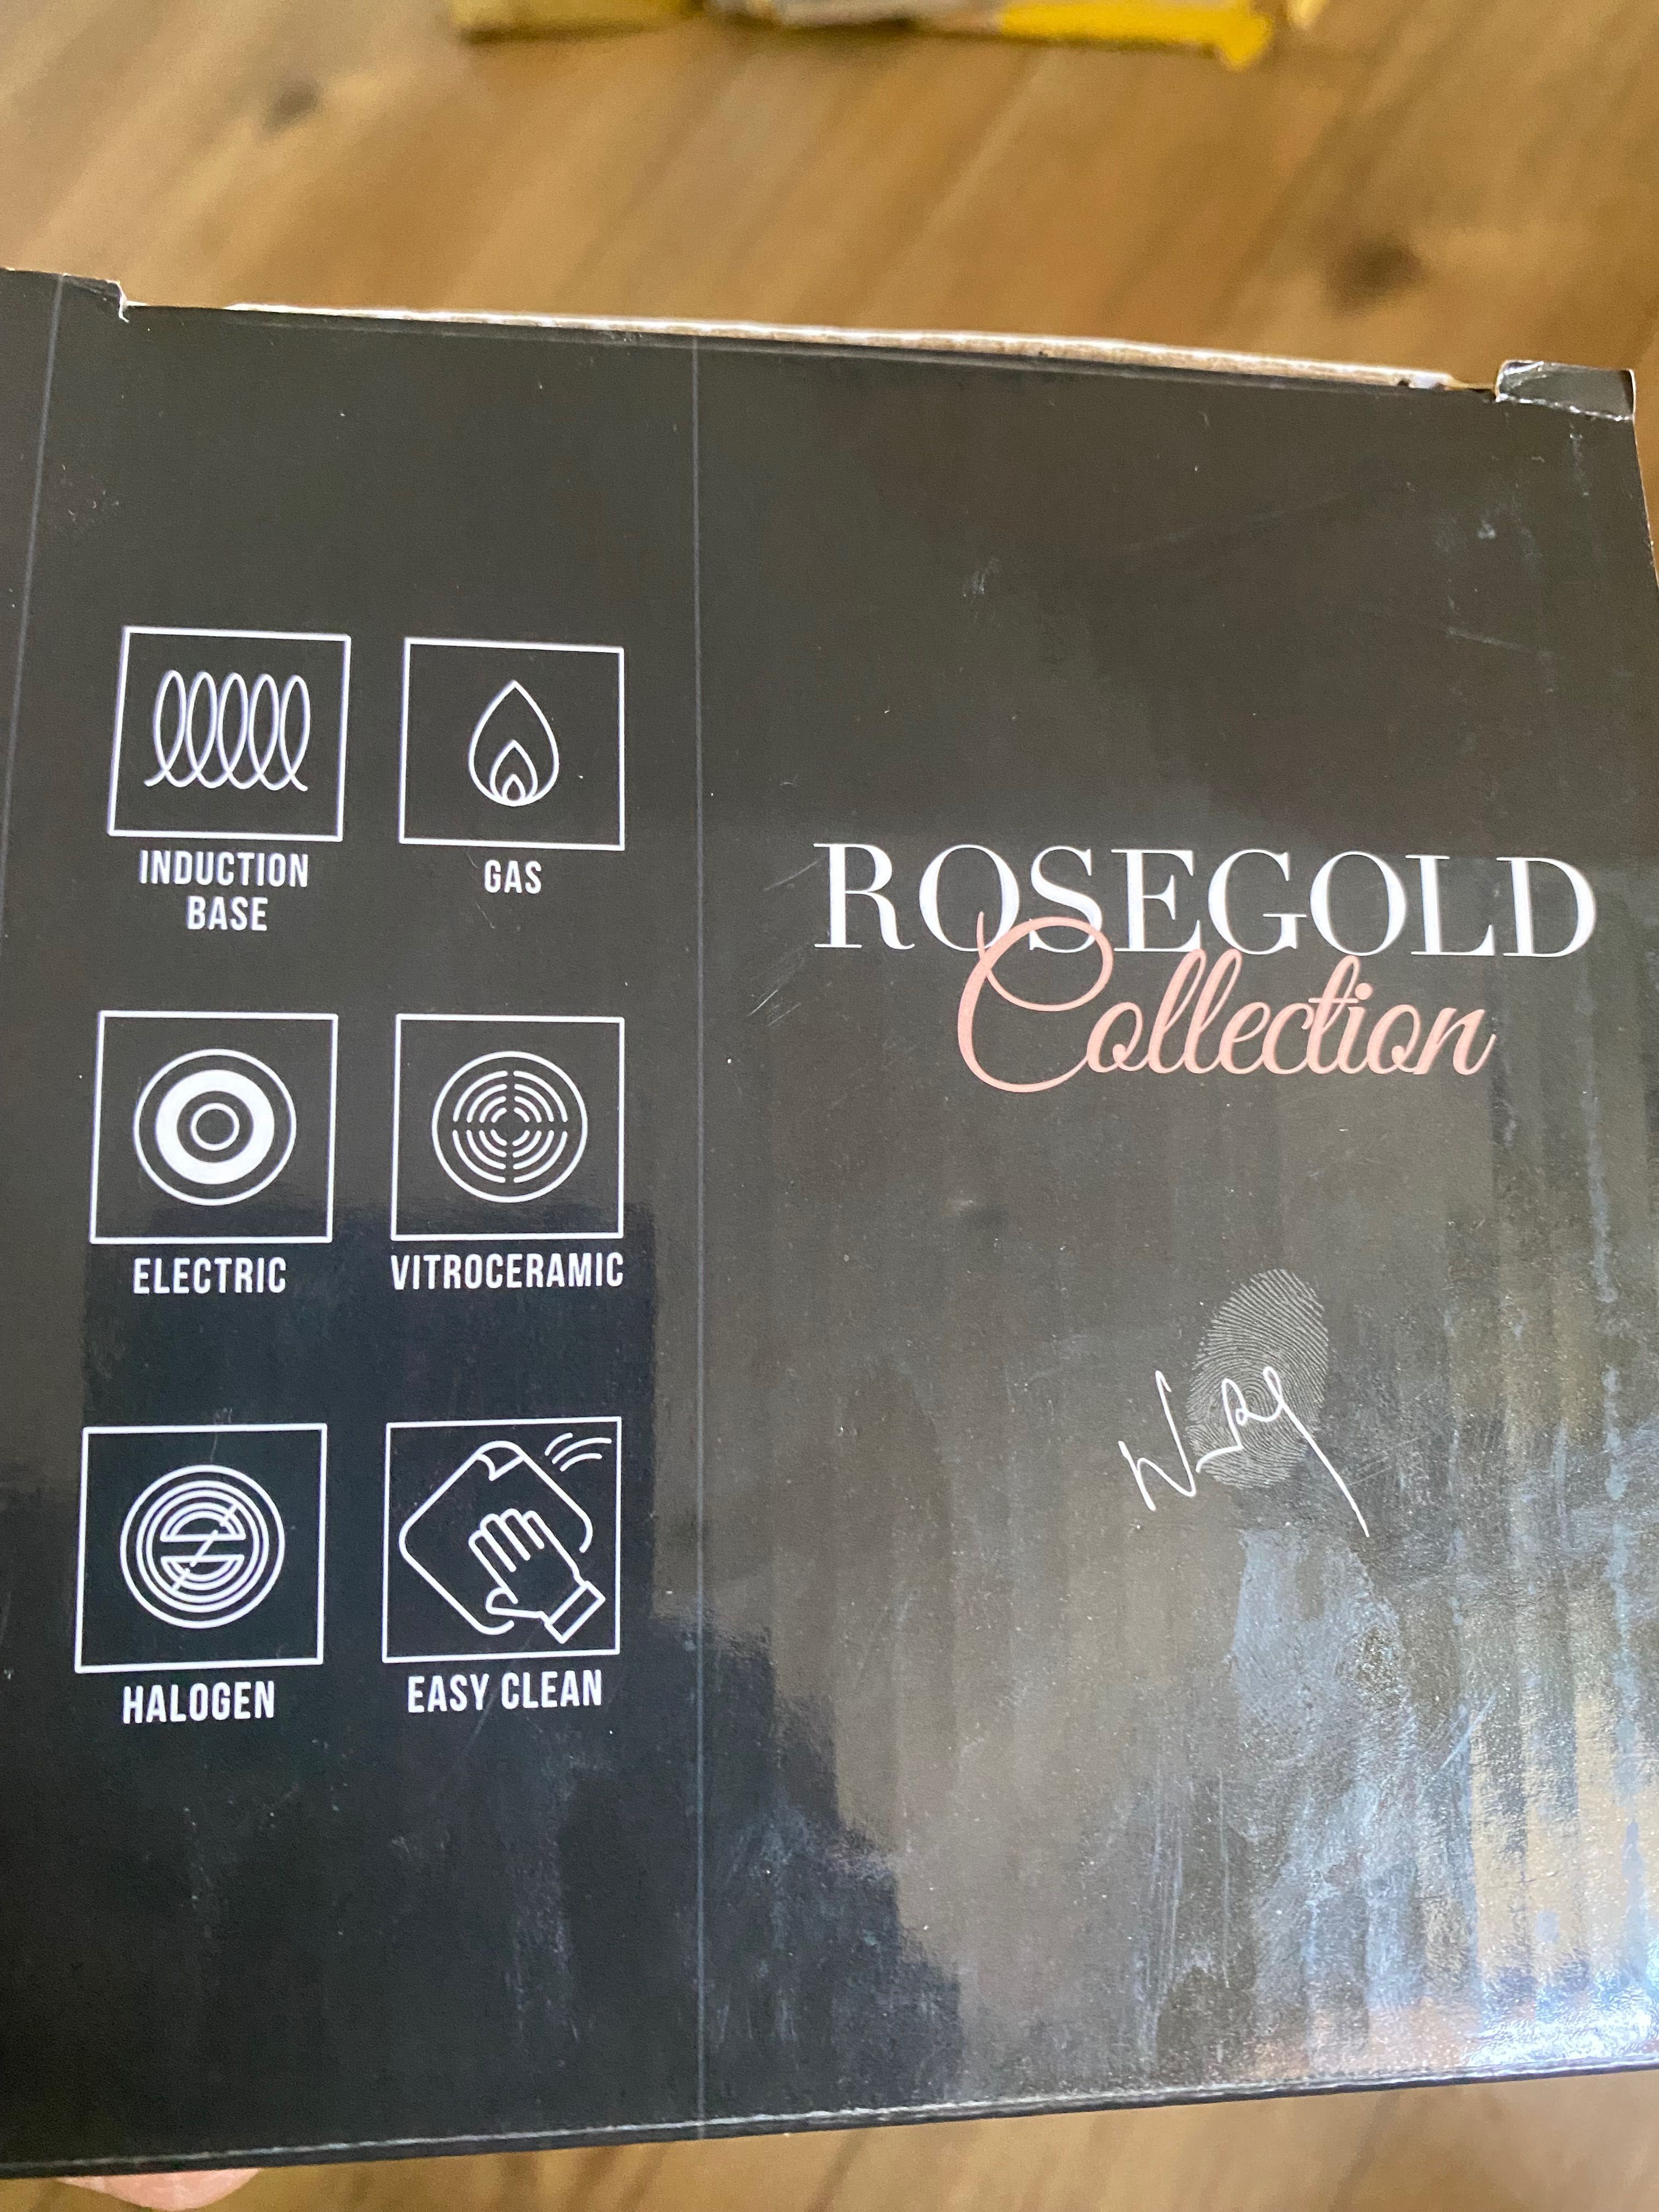 INDUCTION
BASE
GAS
ELECTRIC
VITROCERAMIC
HALOGEN
EASY CLEAN
ROSEGOLD
Collection